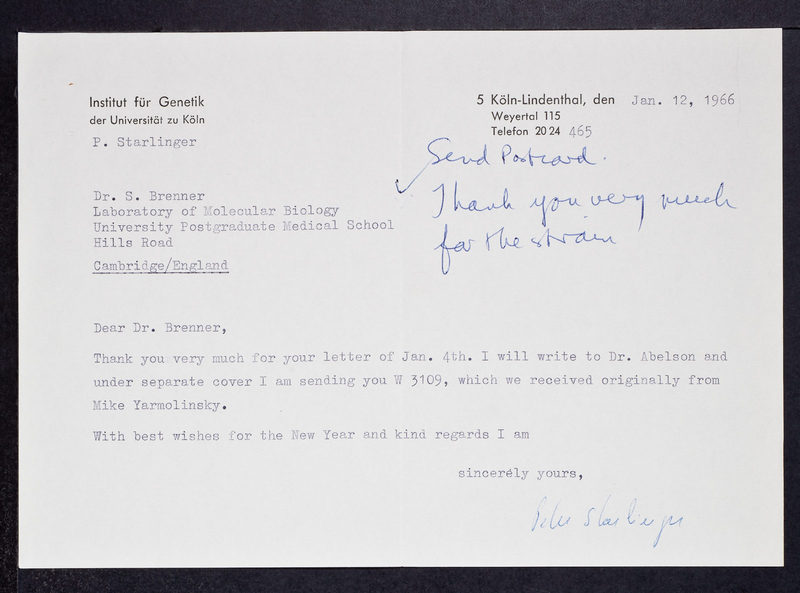 Institut für Genetik
der Universität zu Köln
P. Starlinger
5 Köln-Lindenthal, den Jan. 12, 1966
Weyertal 115
Telefon 20 24 465
Send Postcard.
Thank you very much
for the strain
Dr. S. Brenner
Laboratory of Molecular Biology
University Postgraduate Medical School
Hills Road
Cambridge/England
Dear Dr. Brenner,
Thank you very much for your letter of Jan. 4th. I will write to Dr. Abelson and
under separate cover I am sending you W 3109, which we received originally from
Mike Yarmolinsky.
With best wishes for the New Year and kind regards I am
sincerély yours,
Peter Starlinger